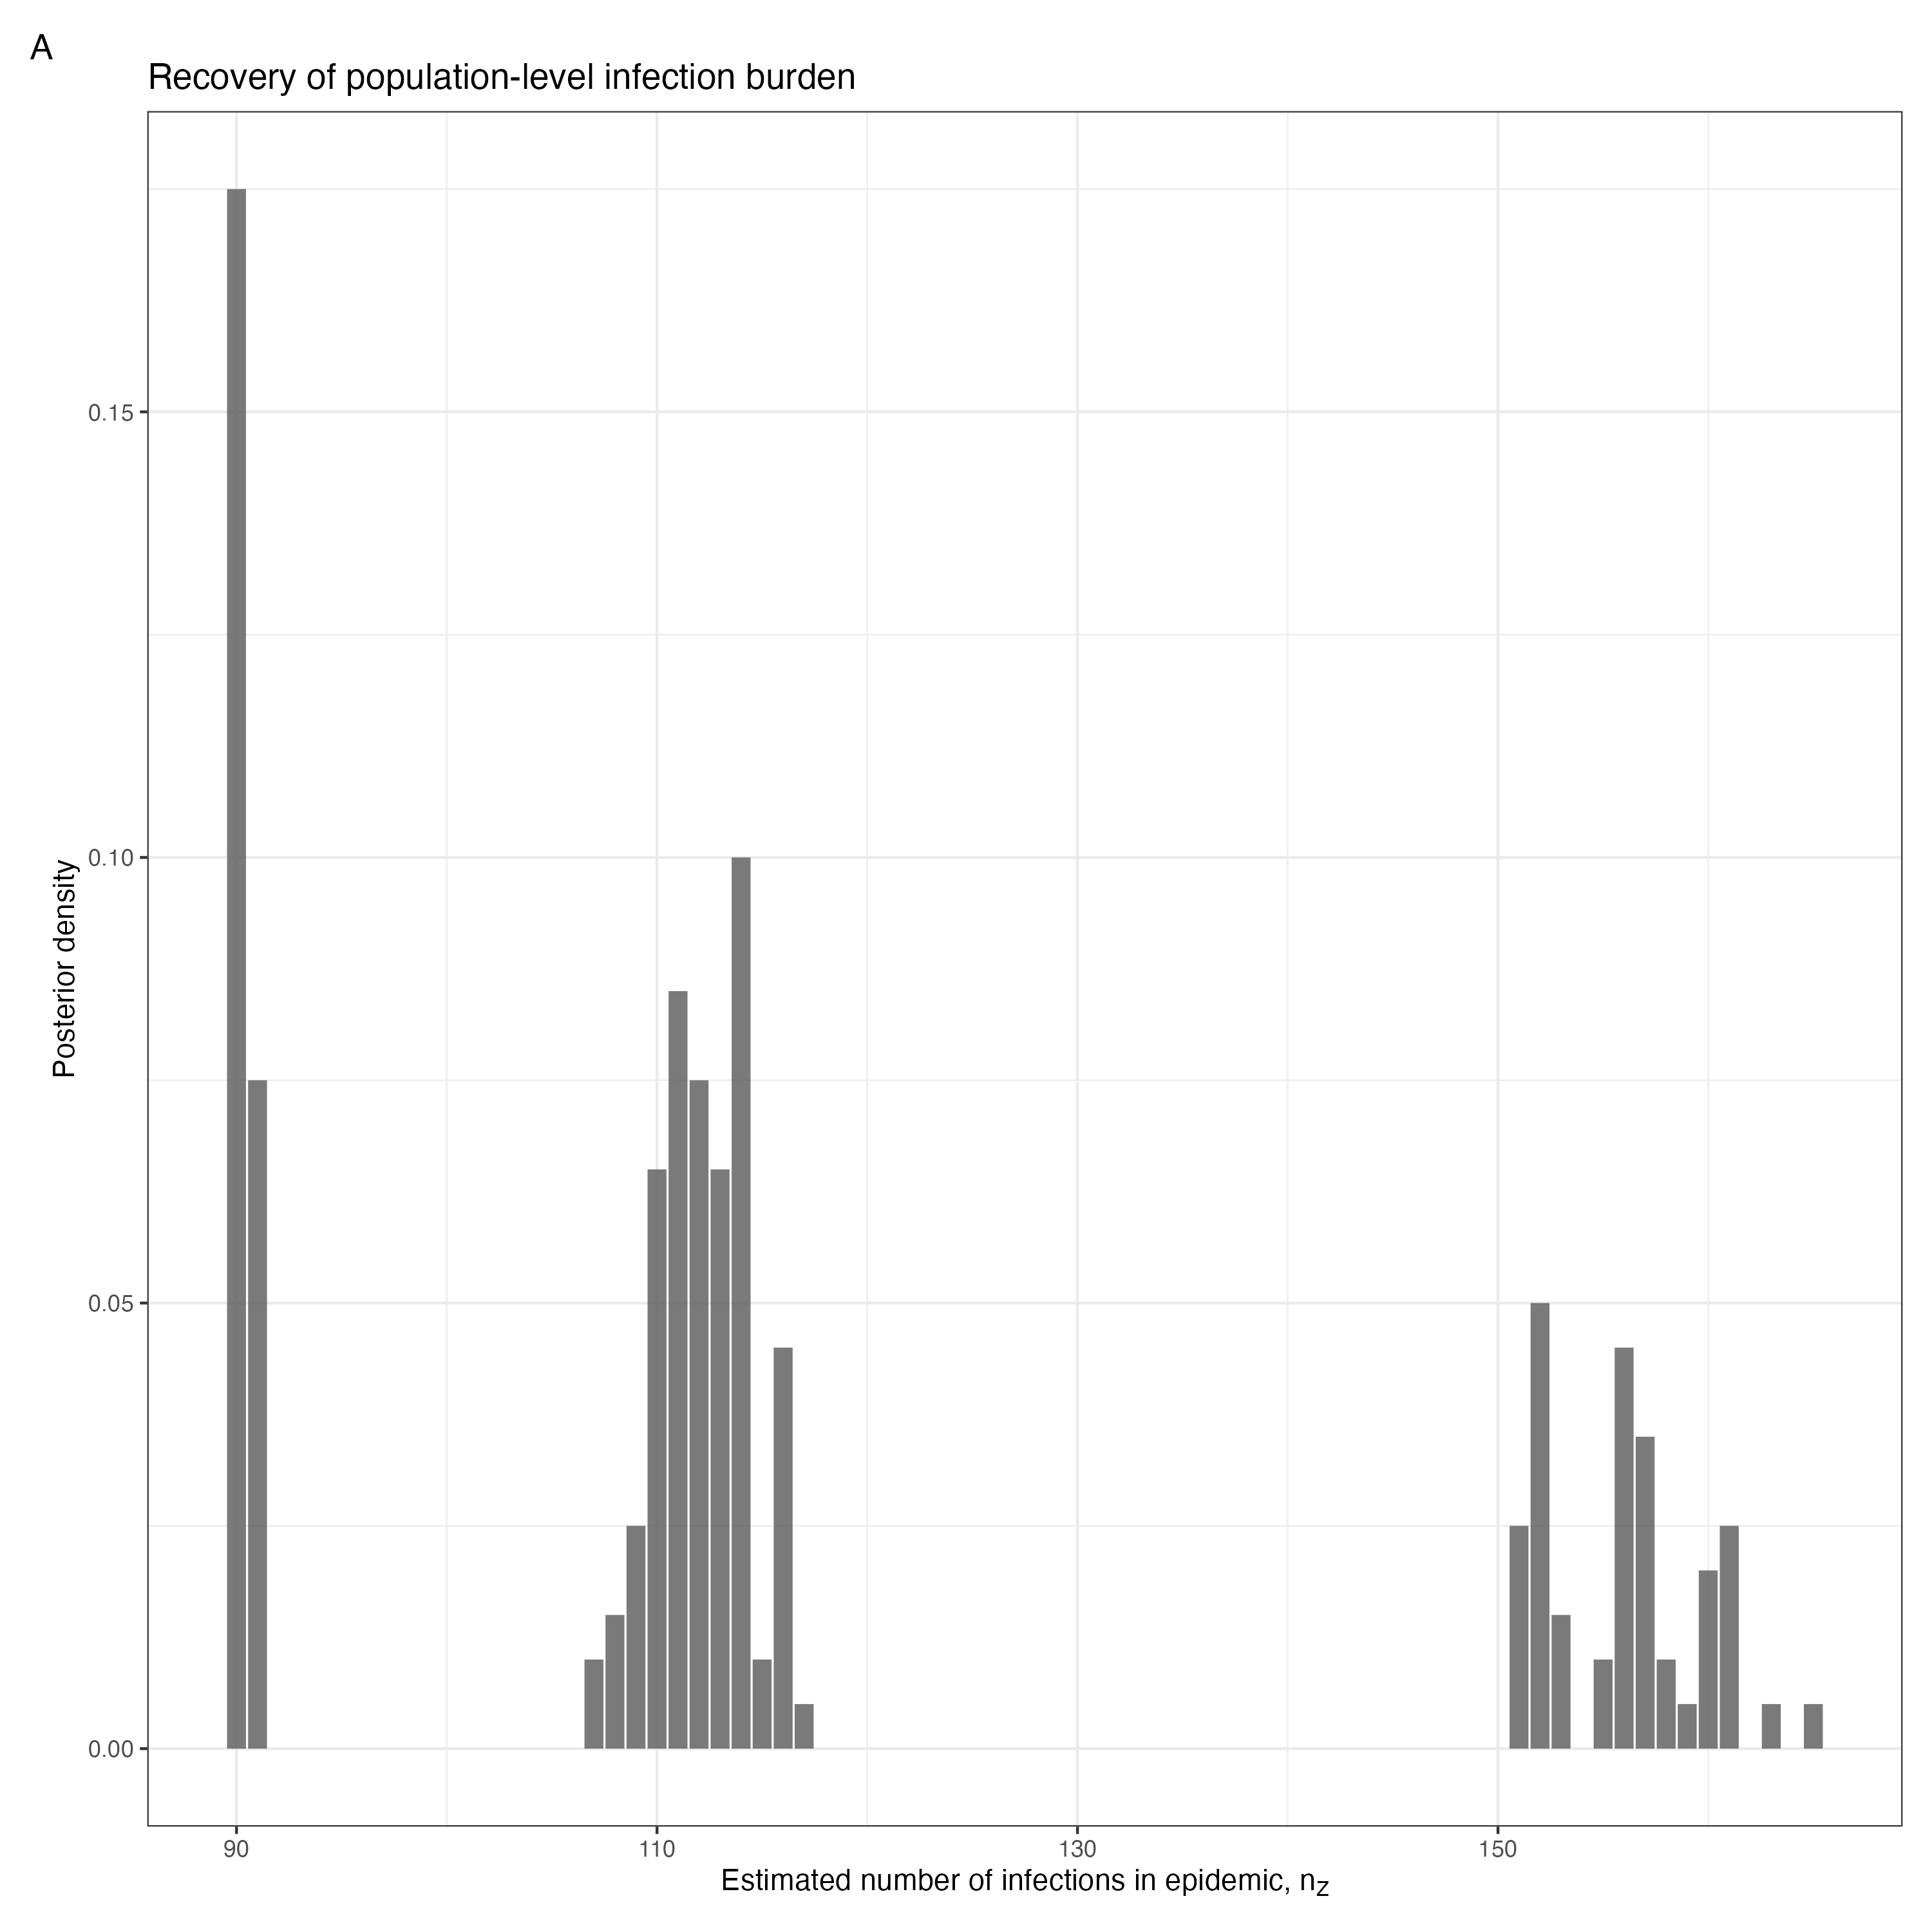 A
Recovery of population-level infection burden
Posterior density
0.15
0.10
0.05
0.00
90 110 130 150
Estimated number of infections in epidemic, nz